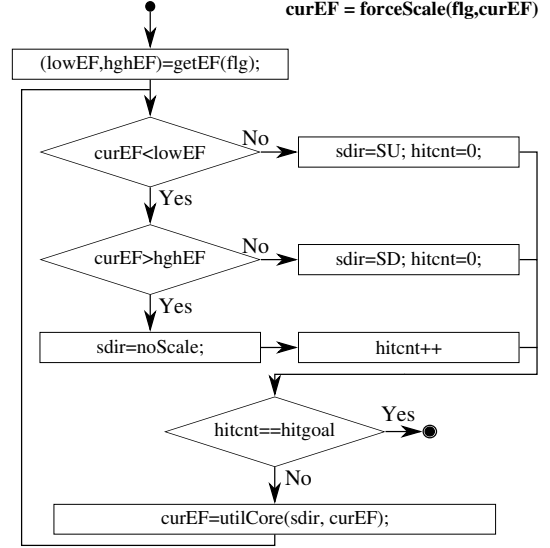 curEF = forceScale(flg,curEF)
(lowEF,hghEF)=getEF(flg);
curEF<lowEF
No
sdir=SU; hitcnt=0;
Yes
curEF>hghEF
No
sdir=SD; hitcnt=0;
Yes
sdir=noScale;
hitcnt++
hitcnt==hitgoal
Yes
No
curEF=utilCore(sdir, curEF);